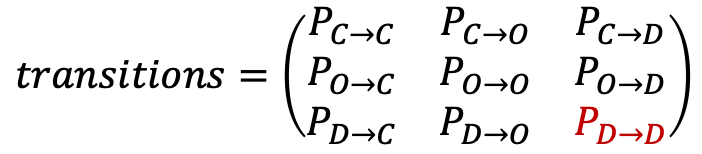 P_{C→C} P_{C→O} P_{C→D}
transitions = P_{O→C} P_{O→O} P_{O→D}
P_{D→C} P_{D→O} P_{D→D}